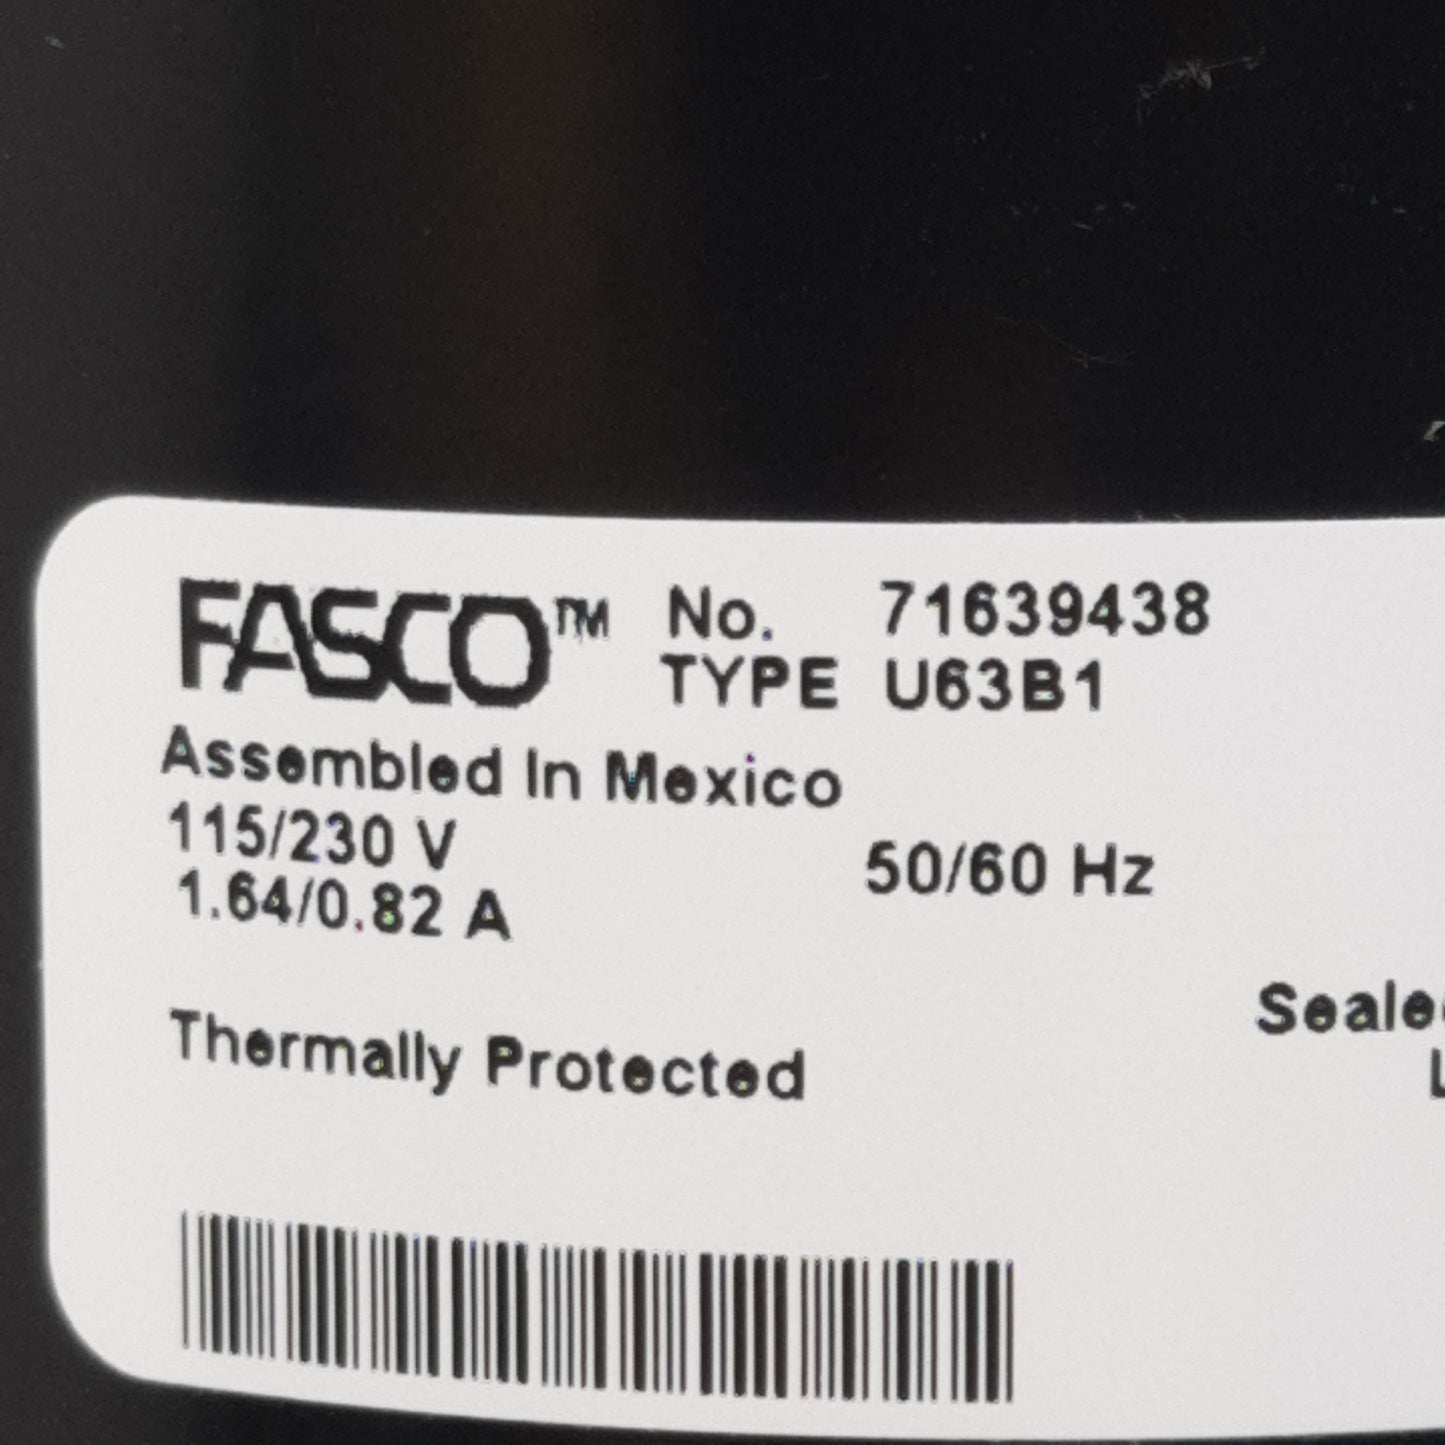 FASCO™ No. 71639438
TYPE U63B1
Assembled In Mexico
115/230 V
50/60 Hz
1.64/0.82 A
Thermally Protected